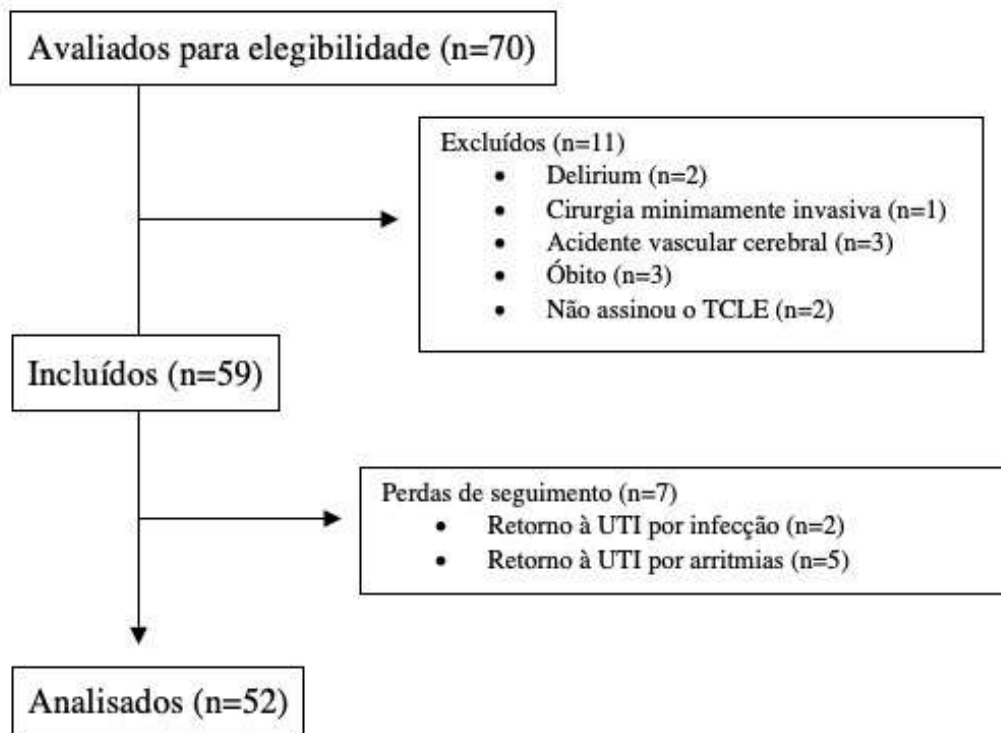 Avaliados para elegibilidade (n=70)
Excluídos (n=11)
• Delirium (n=2)
• Cirurgia minimamente invasiva (n=1)
• Acidente vascular cerebral (n=3)
• Óbito (n=3)
• Não assinou o TCLE (n=2)
Incluídos (n=59)
Perdas de seguimento (n=7)
• Retorno à UTI por infecção (n=2)
• Retorno à UTI por arritmias (n=5)
Analisados (n=52)